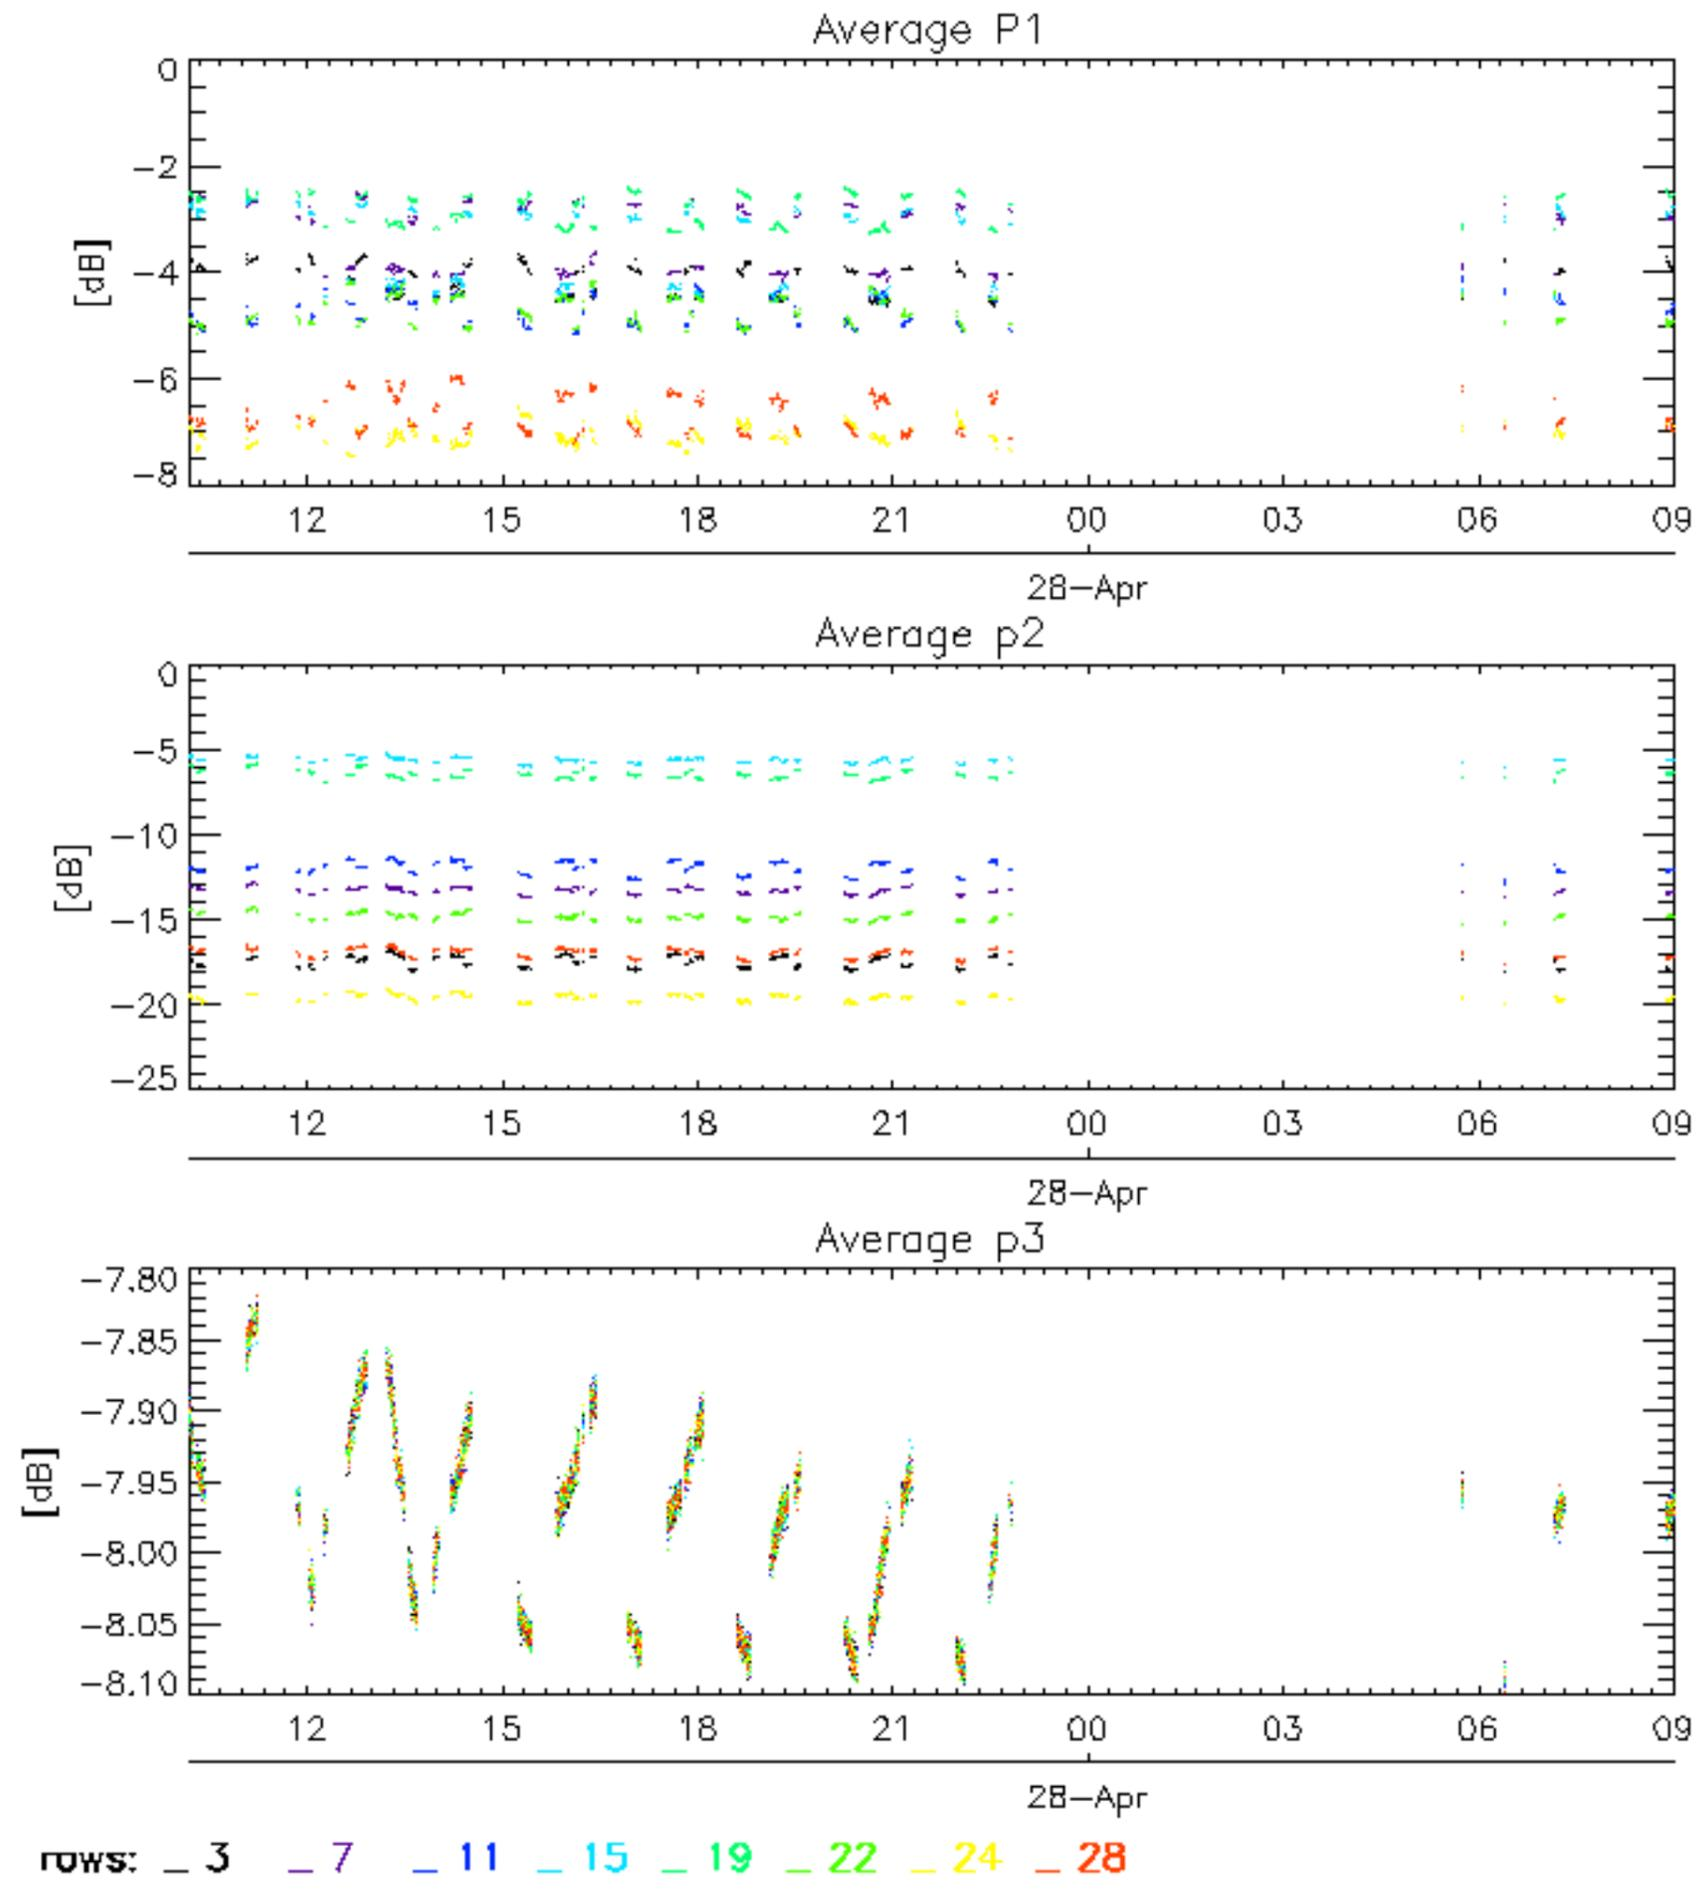 Average P1
0
−2
−4
−6
−8
[dB]
12 15 18 21 00 03 06 09
28−Apr
Average p2
0
−5
−10
−15
−20
−25
[dB]
12 15 18 21 00 03 06 09
28−Apr
Average p3
−7.80
−7.85
−7.90
−7.95
−8.00
−8.05
−8.10
[dB]
12 15 18 21 00 03 06 09
28−Apr
rows: _ 3 _ 7 _ 11 _ 15 _ 19 _ 22 _ 24 _ 28